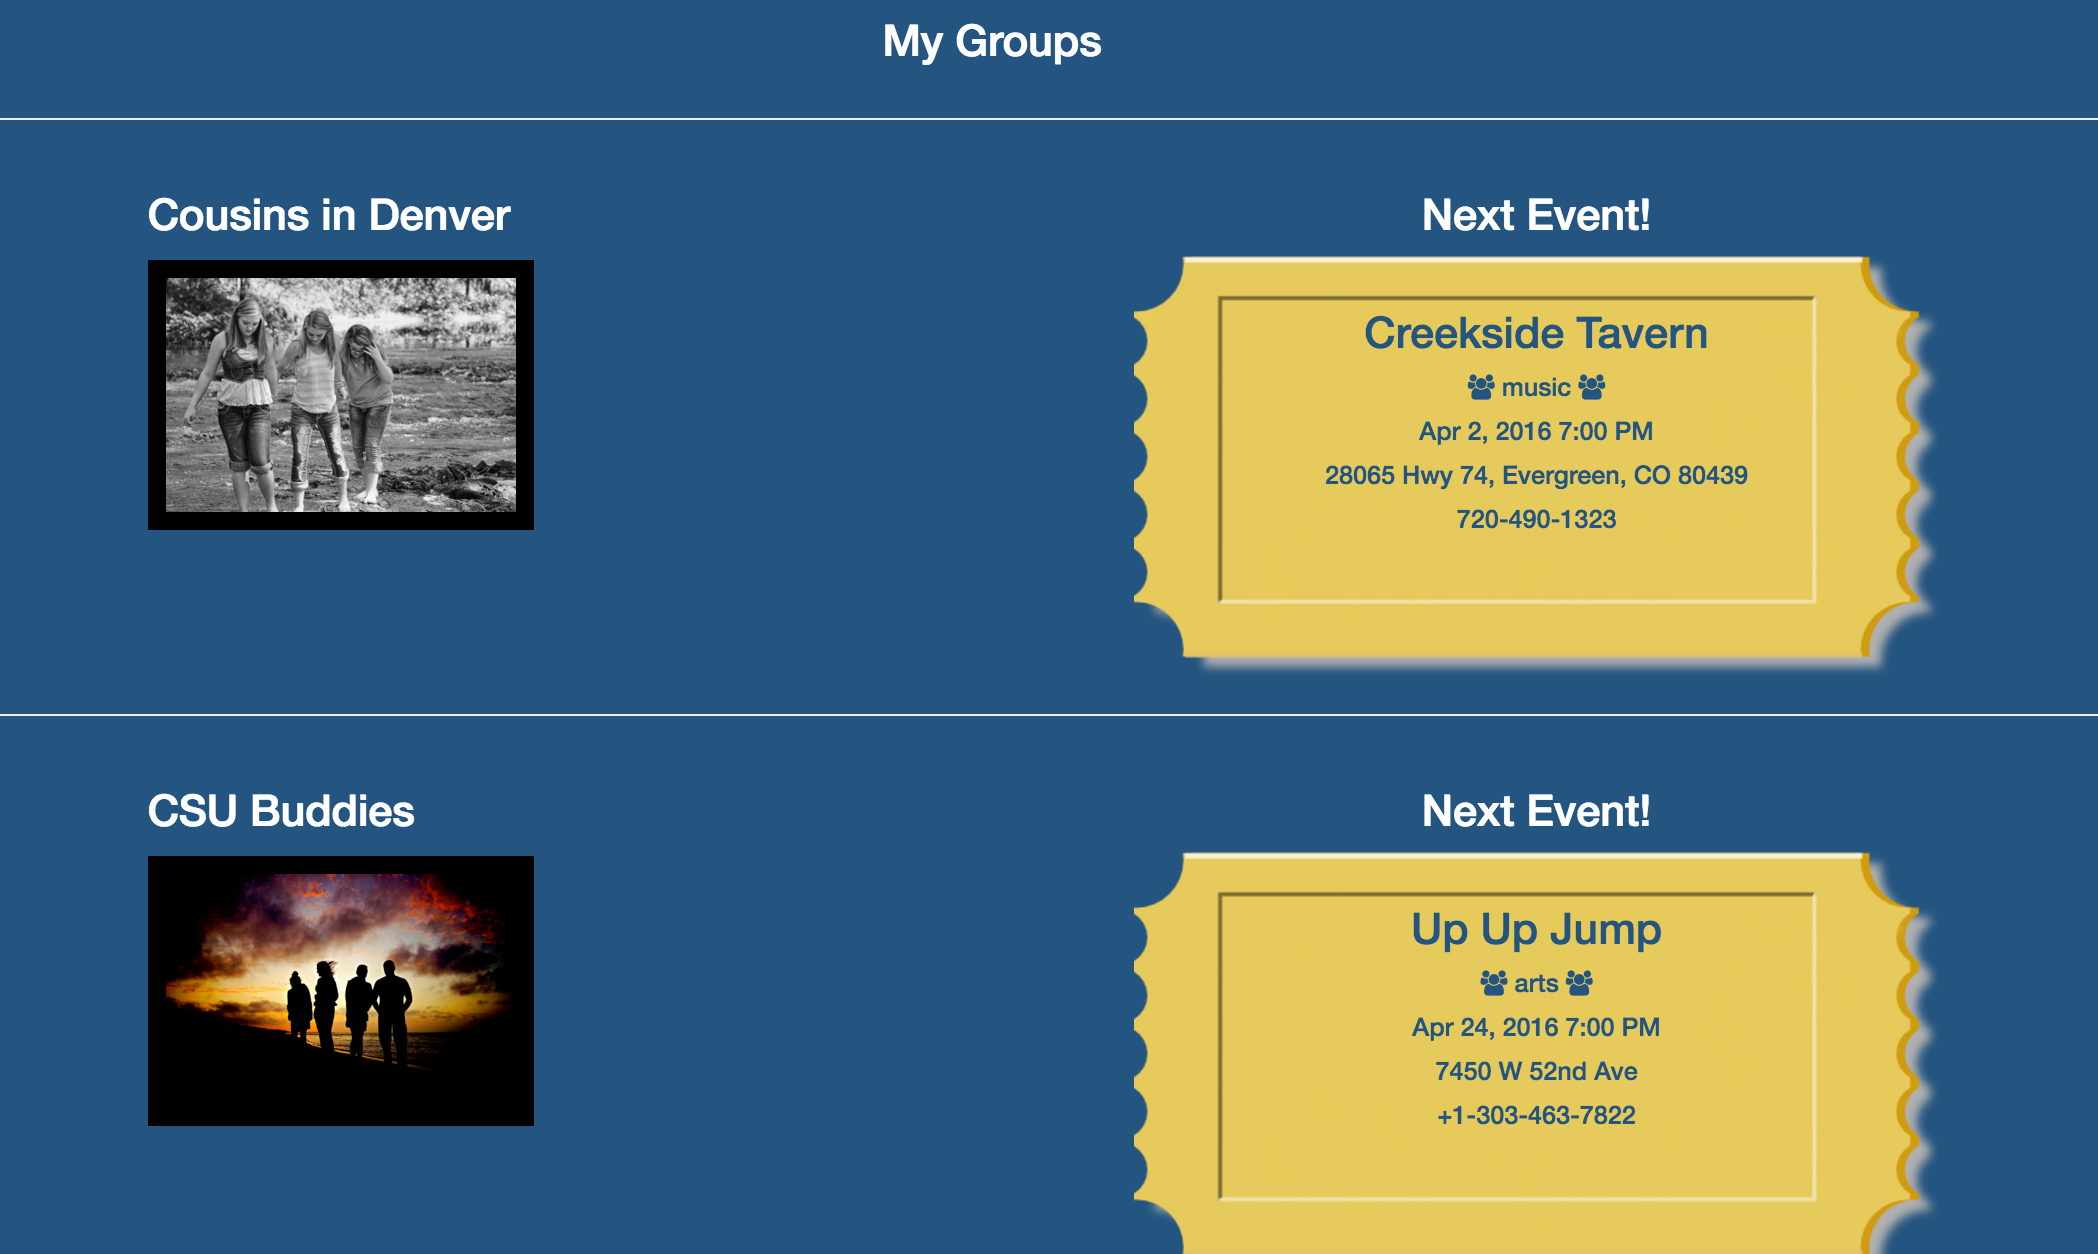 My Groups
Cousins in Denver
Next Event!
Creekside Tavern
music
Apr 2, 2016 7:00 PM
28065 Hwy 74, Evergreen, CO 80439
720-490-1323
CSU Buddies
Next Event!
Up Up Jump
arts
Apr 24, 2016 7:00 PM
7450 W 52nd Ave
+1-303-463-7822